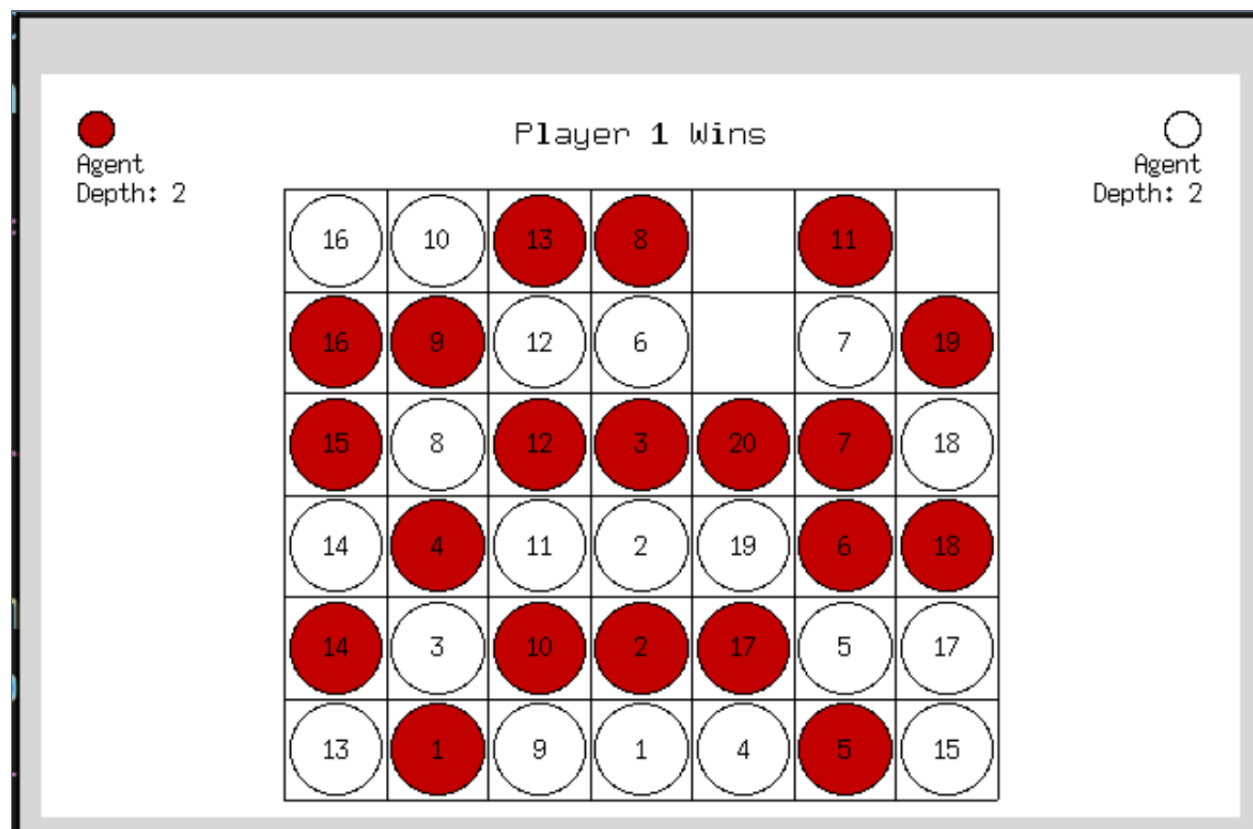 Player 1 Wins
Agent
Depth: 2
Agent
Depth: 2
16 10 13 8 11
16 9 12 6 7 19
15 8 12 3 20 7 18
14 4 11 2 19 6 18
14 3 10 2 17 5 17
13 1 9 1 4 5 15